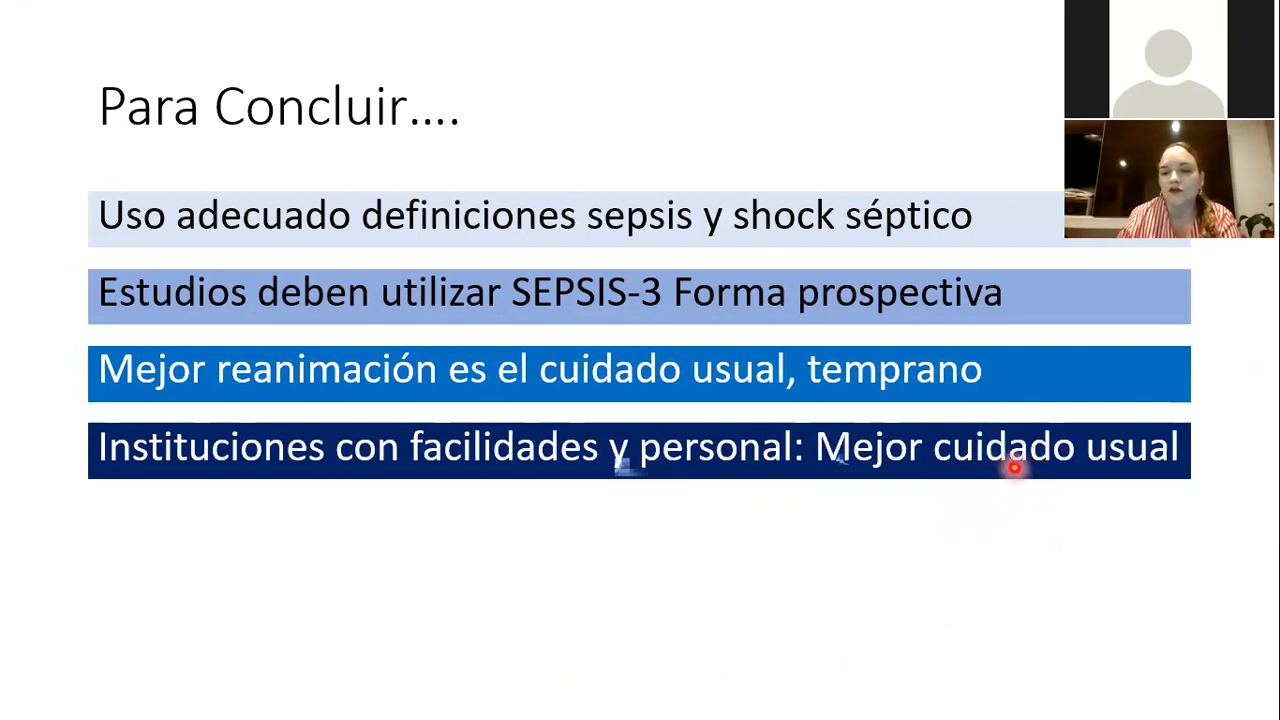 Para Concluir....
Uso adecuado definiciones sepsis y shock séptico
Estudios deben utilizar SEPSIS-3 Forma prospectiva
Mejor reanimación es el cuidado usual, temprano
Instituciones con facilidades y personal: Mejor cuidado usual